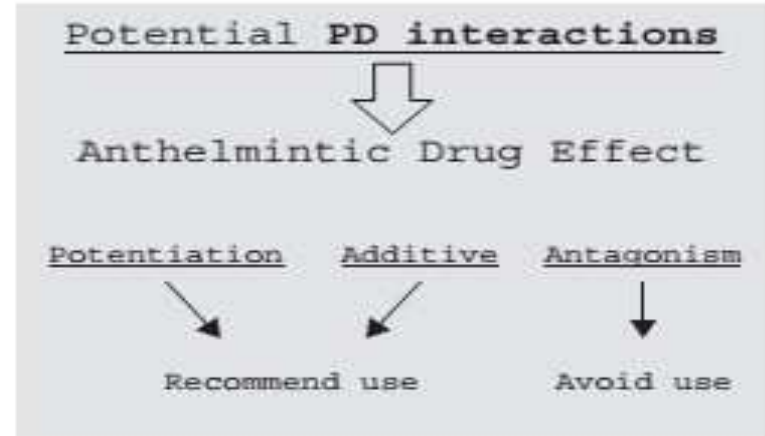 Potential PD interactions
Anthelmintic Drug Effect
Potentiation Additive Antagonism
Recommend use Avoid use